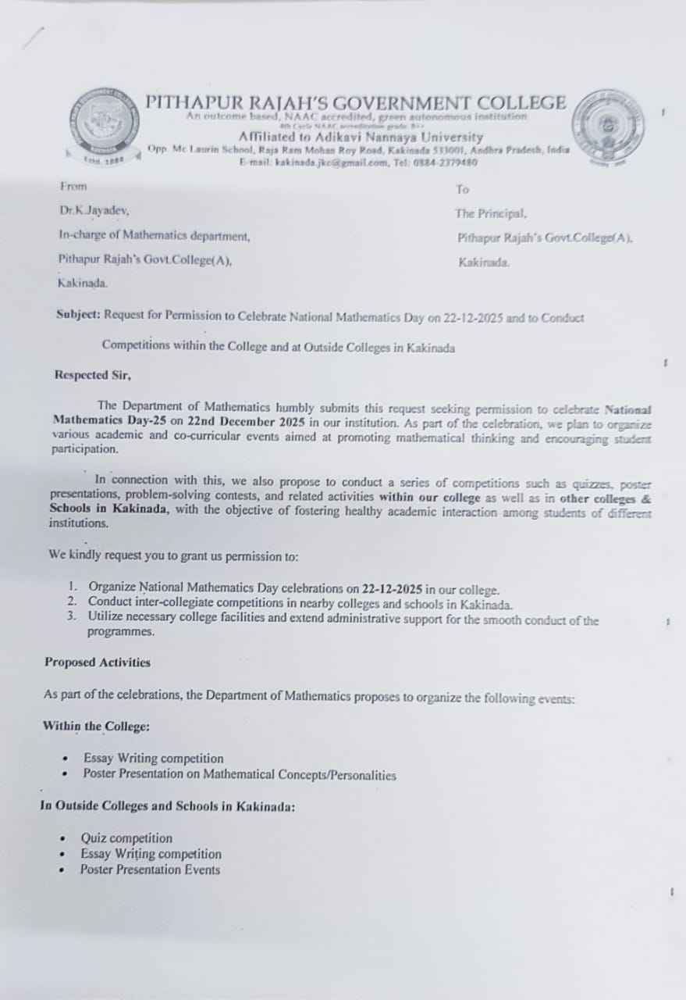 PITHAPUR RAJAH'S GOVERNMENT COLLEGE
An outcome based, NAAC accredited, green autonomous institution
4th Cycle NAAC accreditation grade B++
Affiliated to Adikavi Nannaya University
Opp. Mc Laurin School, Raja Ram Mohan Roy Road, Kakinada 533001, Andhra Pradesh, India
E-mail: kakinada.jkc@gmail.com, Tel: 0884-2379480
Estd. 1884
From
Dr.K.Jayadev,
In-charge of Mathematics department,
Pithapur Rajah's Govt.College(A),
Kakinada.
To
The Principal,
Pithapur Rajah's Govt.College(A),
Kakinada.
Subject: Request for Permission to Celebrate National Mathematics Day on 22-12-2025 and to Conduct
Competitions within the College and at Outside Colleges in Kakinada
Respected Sir,
The Department of Mathematics humbly submits this request seeking permission to celebrate National
Mathematics Day-25 on 22nd December 2025 in our institution. As part of the celebration, we plan to organize
various academic and co-curricular events aimed at promoting mathematical thinking and encouraging student
participation.
In connection with this, we also propose to conduct a series of competitions such as quizzes, poster
presentations, problem-solving contests, and related activities within our college as well as in other colleges &
Schools in Kakinada, with the objective of fostering healthy academic interaction among students of different
institutions.
We kindly request you to grant us permission to:
1. Organize National Mathematics Day celebrations on 22-12-2025 in our college.
2. Conduct inter-collegiate competitions in nearby colleges and schools in Kakinada.
3. Utilize necessary college facilities and extend administrative support for the smooth conduct of the
programmes.
Proposed Activities
As part of the celebrations, the Department of Mathematics proposes to organize the following events:
Within the College:
• Essay Writing competition
• Poster Presentation on Mathematical Concepts/Personalities
In Outside Colleges and Schools in Kakinada:
• Quiz competition
• Essay Writing competition
• Poster Presentation Events